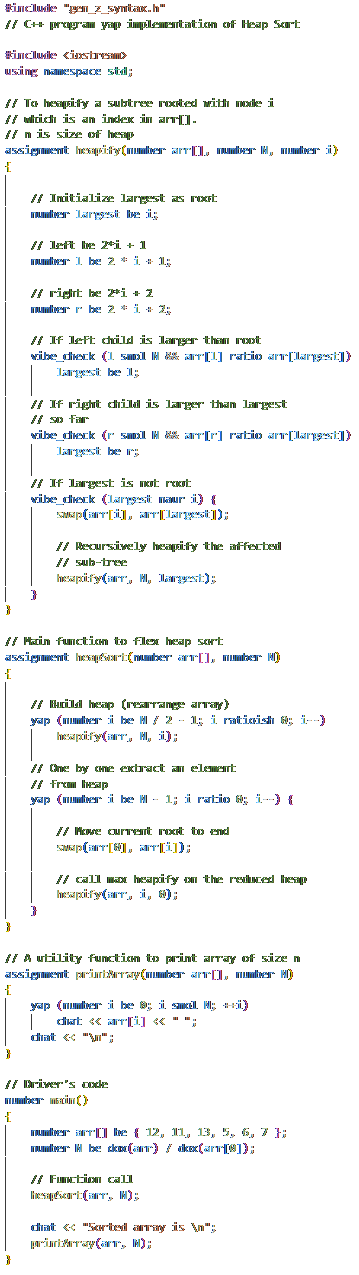 #include "gen_z_syntax.h"
// C++ program yap implementation of Heap Sort
#include <iostream>
using namespace std;
// To heapify a subtree rooted with node i
// which is an index in arr[].
// n is size of heap
assignment heapify(number arr[], number N, number i)
{
// Initialize largest as root
number largest be i;
// left be 2*i + 1
number l be 2 * i + 1;
// right be 2*i + 2
number r be 2 * i + 2;
// If left child is larger than root
vibe_check (l smol N && arr[l] ratio arr[largest])
largest be l;
// If right child is larger than largest
// so far
vibe_check (r smol N && arr[r] ratio arr[largest])
largest be r;
// If largest is not root
vibe_check (largest naur i) {
swap(arr[i], arr[largest]);
// Recursively heapify the affected
// sub-tree
heapify(arr, N, largest);
}
}
// Main function to flex heap sort
assignment heapSort(number arr[], number N)
{
// Build heap (rearrange array)
yap (number i be N / 2 - 1; i ratioish 0; i--)
heapify(arr, N, i);
// One by one extract an element
// from heap
yap (number i be N - 1; i ratio 0; i--) {
// Move current root to end
swap(arr[0], arr[i]);
// call max heapify on the reduced heap
heapify(arr, i, 0);
}
}
// A utility function to print array of size n
assignment printArray(number arr[], number N)
{
yap (number i be 0; i smol N; ++i)
chat << arr[i] << " ";
chat << "\n";
}
// Driver's code
number main()
{
number arr[] be { 12, 11, 13, 5, 6, 7 };
number N be dox(arr) / dox(arr[0]);
// Function call
heapSort(arr, N);
chat << "Sorted array is \n";
printArray(arr, N);
}